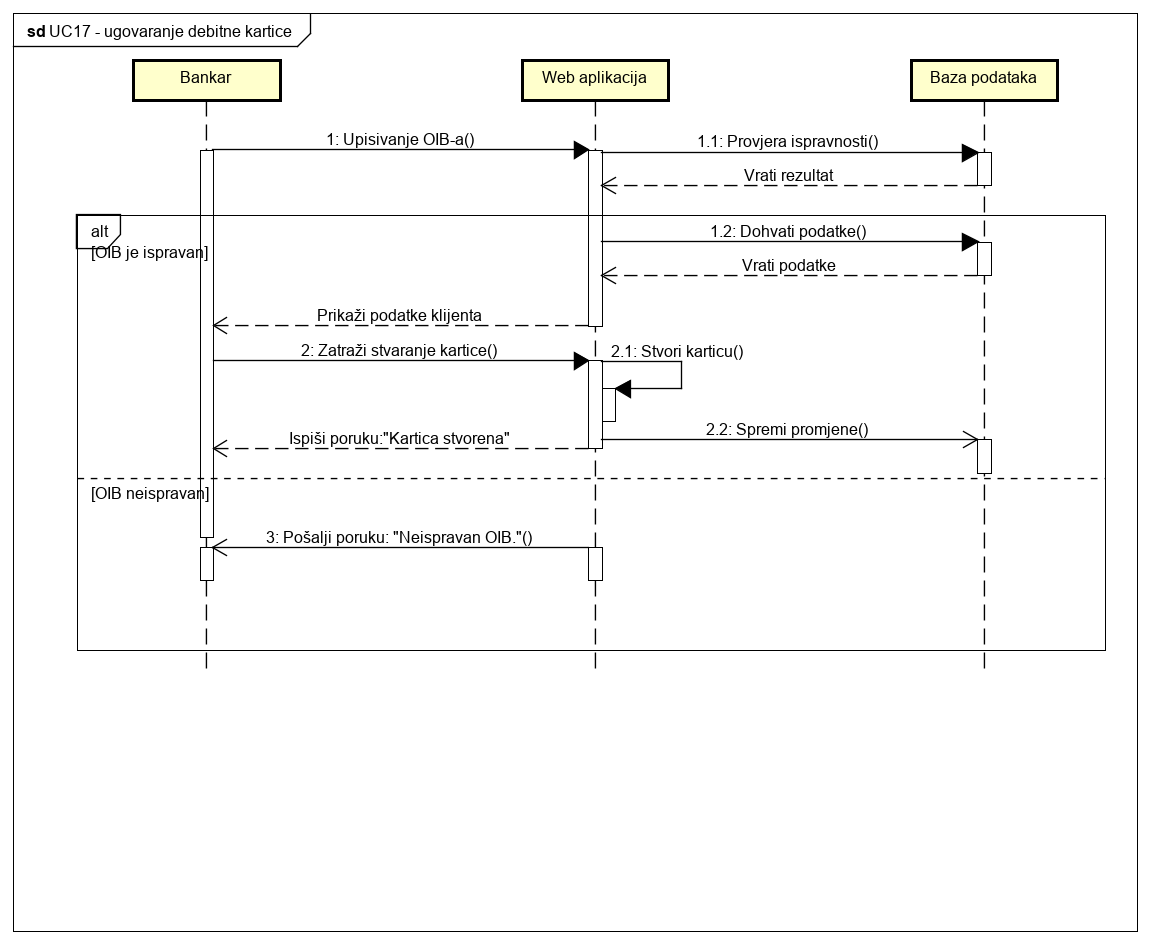 sd UC17 - ugovaranje debitne kartice
Bankar
Web aplikacija
Baza podataka
1: Upisivanje OIB-a()
1.1: Provjera ispravnosti()
Vrati rezultat
alt
[OIB je ispravan]
1.2: Dohvati podatke()
Vrati podatke
Prikaži podatke klijenta
2: Zatraži stvaranje kartice()
2.1: Stvori karticu()
2.2: Spremi promjene()
Ispiši poruku:"Kartica stvorena"
[OIB neispravan]
3: Pošalji poruku: "Neispravan OIB."()